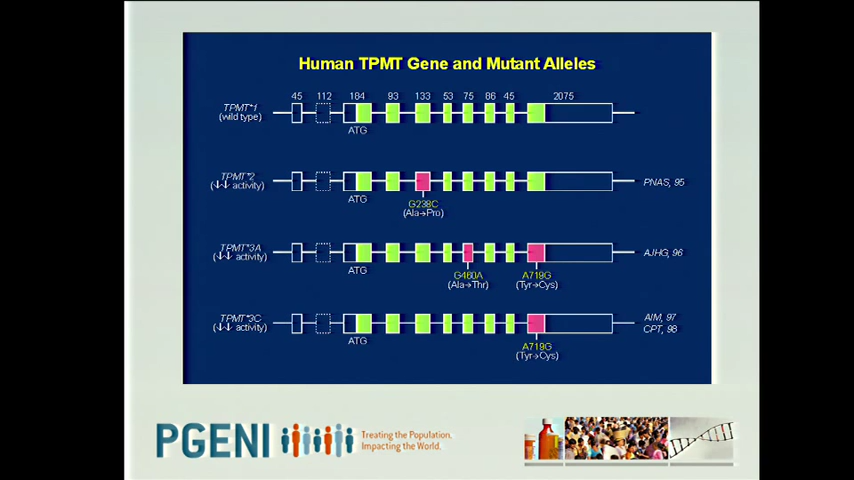 Human TPMT Gene and Mutant Alleles
45 112 184 93 133 53 75 86 45 2075
TPMT*1
(wild type)
ATG
TPMT*2
(↓↓ activity)
ATG
G238C
(Ala→Pro)
PNAS, 95
TPMT*3A
(↓↓ activity)
ATG
G460A
(Ala→Thr)
A719G
(Tyr→Cys)
AJHG, 96
TPMT*3C
(↓↓ activity)
ATG
A719G
(Tyr→Cys)
AIM, 97
CPT, 98
PGENI
Treating the Population.
Impacting the World.